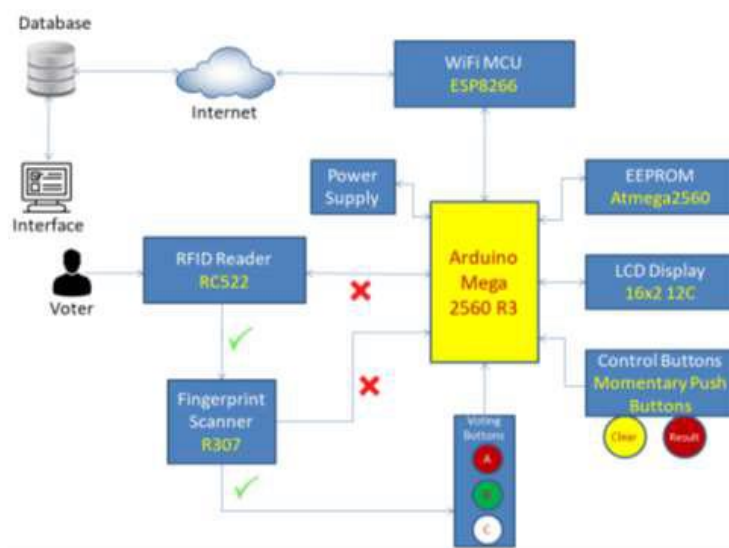 Database
Internet
WiFi MCU
ESP8266
Interface
Power
Supply
EEPROM
Atmega2560
Voter
RFID Reader
RC522
Arduino
Mega
2560 R3
LCD Display
16x2 12C
Fingerprint
Scanner
R307
Voting
Buttons
A
C
Control Buttons
Momentary Push
Buttons
Clear
Result